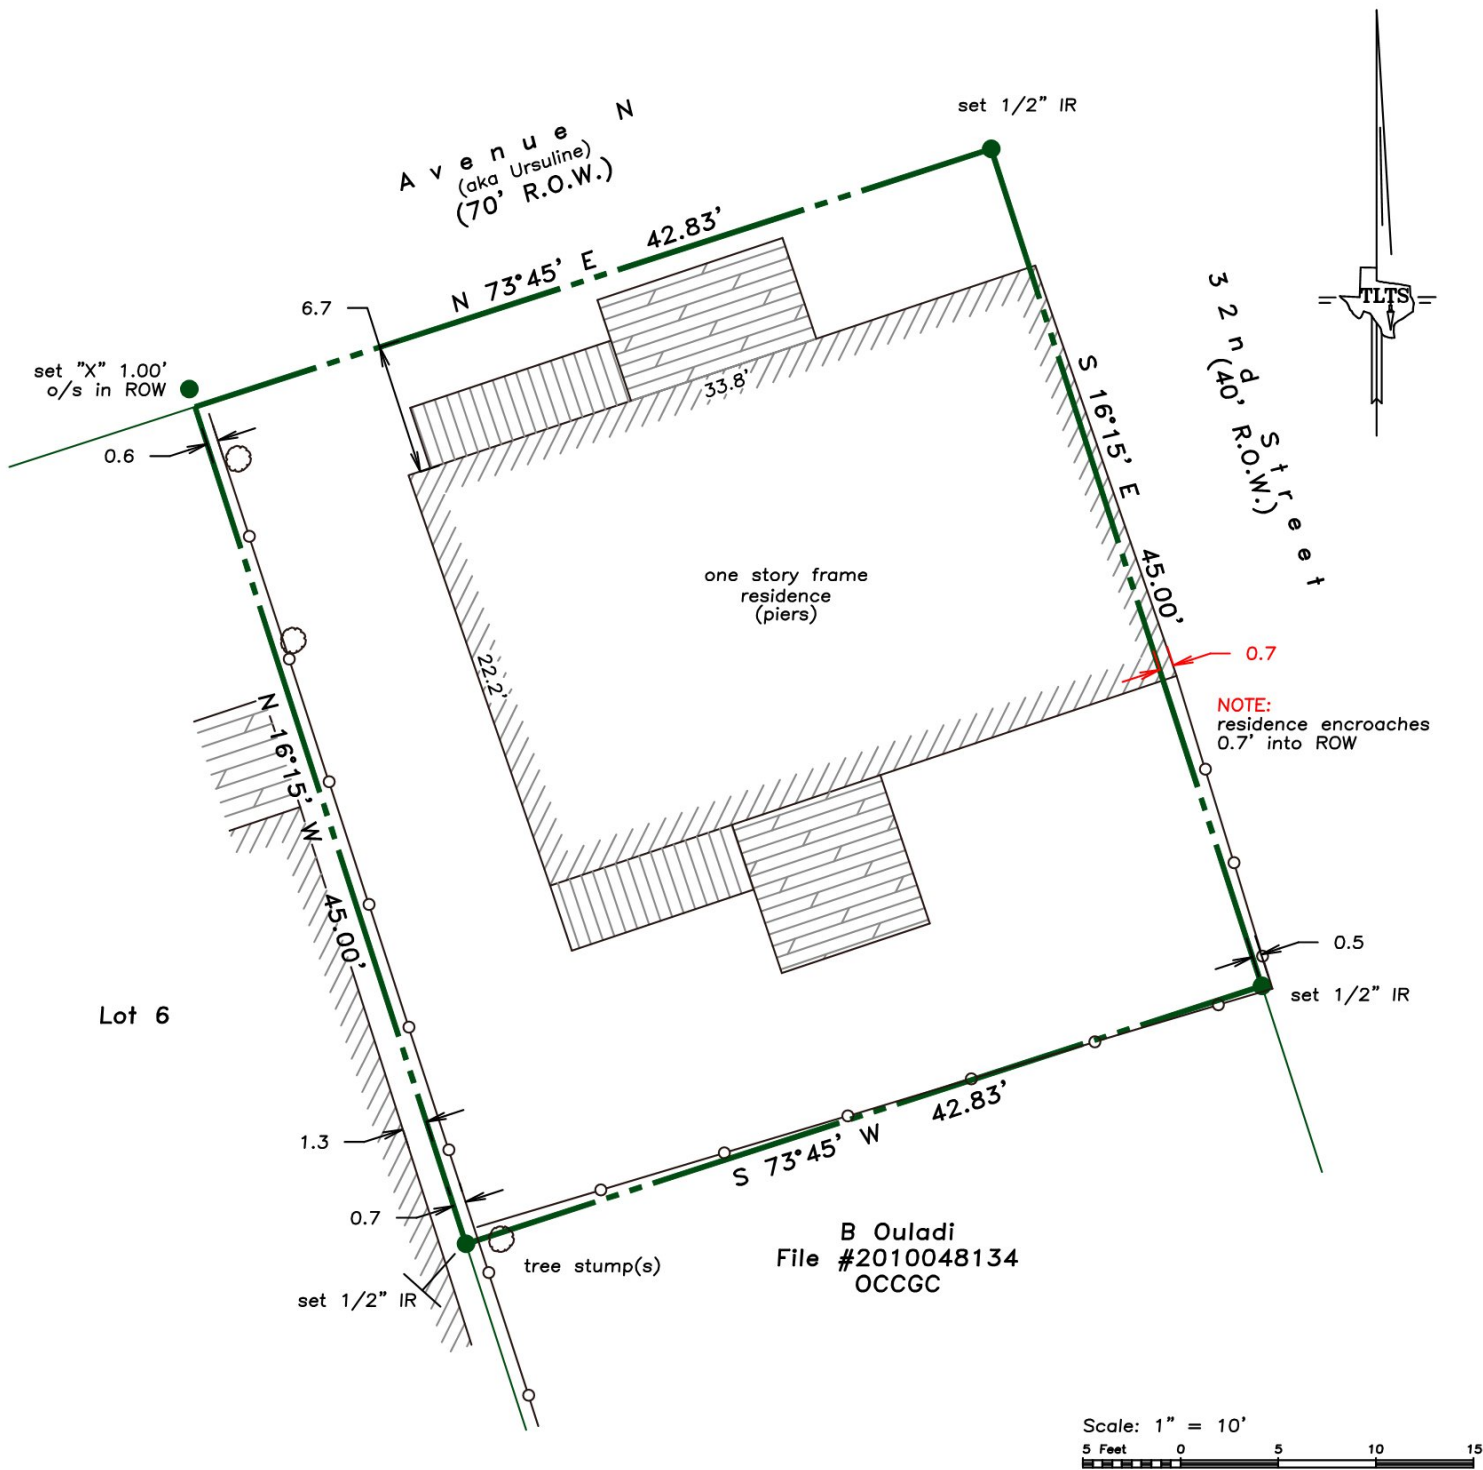 set 1/2" IR
Avenue N
(aka Ursuline)
(70' R.O.W.)
N 73°45' E 42.83'
6.7
set "X" 1.00'
o/s in ROW
0.6
33.8'
TLTS
32nd Street
(40' R.O.W.)
S 16°15' E 45.00'
one story frame
residence
(piers)
22.2'
0.7
NOTE:
residence encroaches
0.7' into ROW
N 16°15' W 45.00'
0.5
set 1/2" IR
Lot 6
S 73°45' W 42.83'
1.3
0.7
B Ouladi
File #2010048134
OCCGC
tree stump(s)
set 1/2" IR
Scale: 1" = 10'
5 Feet 0 5 10 15